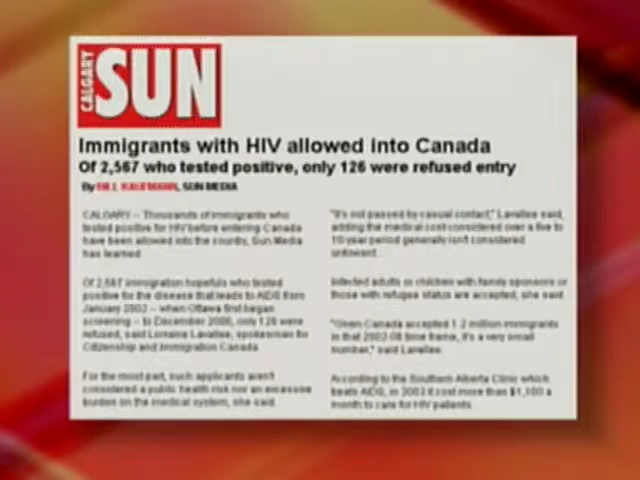 CALGARY
SUN
Immigrants with HIV allowed into Canada
Of 2,567 who tested positive, only 126 were refused entry
By BILL KAUFMANN, SUN MEDIA
CALGARY -- Thousands of immigrants who
tested positive for HIV before entering Canada
have been allowed into the country, Sun Media
has learned.
Of 2,567 immigration hopefuls who tested
positive for the disease that leads to AIDS from
January 2002 -- when Ottawa first began
screening -- to December 2006, only 126 were
refused, said Lorraine Lavallee, spokesman for
Citizenship and Immigration Canada.
For the most part, such applicants aren't
considered a public health risk nor an excessive
burden on the medical system, she said.
"It's not passed by casual contact," Lavallee said,
adding the medical cost considered over a five to
10 year period generally isn't considered
untoward.
Infected adults or children with family sponsors or
those with refugee status are accepted, she said.
Canada accepted 1.2 million immigrants
in that 2002-06 time frame, it's a very small
number," said Lavallee.
According to the Southern Alberta Clinic which
treats AIDS, in 2003 it cost more than $1,100 a
month to care for HIV patients.